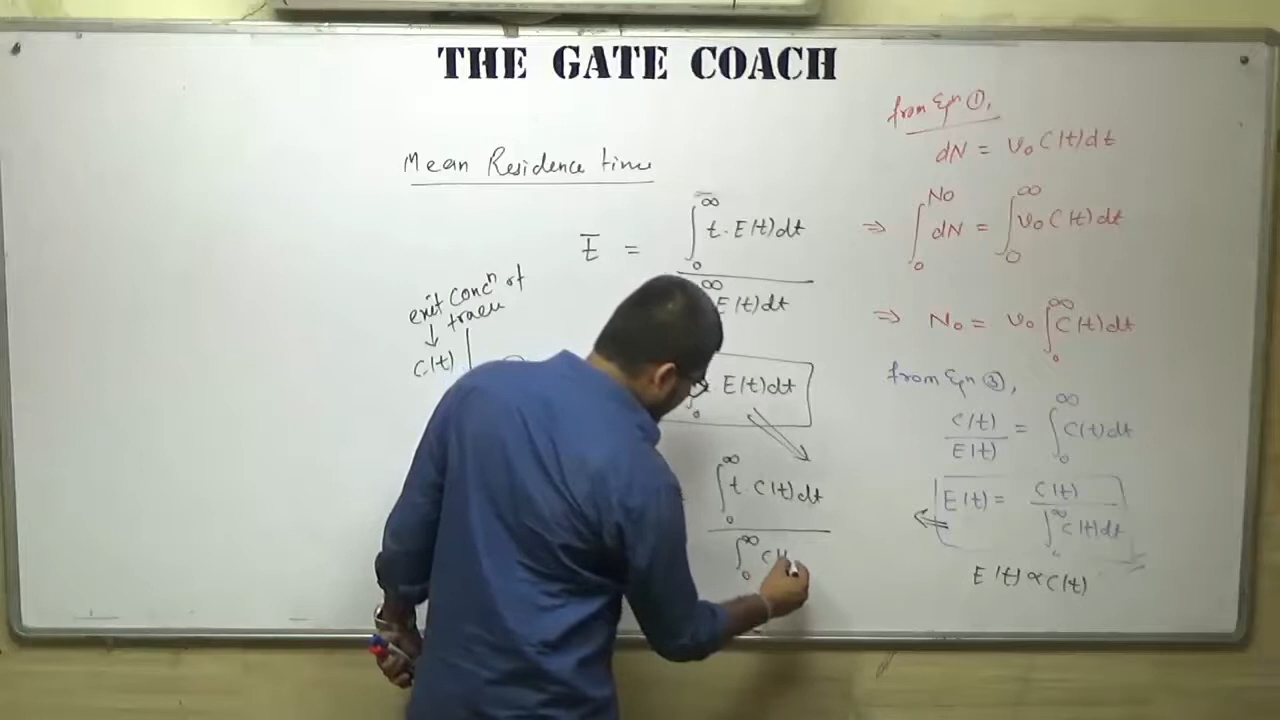 THE GATE COACH
Mean Residence time
t̄ = ∫₀^∞ t · E(t)dt
∞ E(t)dt
exit Concⁿ of
tracer
↓
C(t)
₀ · E(t)dt
∫₀^∞ t · C(t)dt
∫₀^∞ C(t
from Eqⁿ ①,
dN = v₀ C(t)dt
⇒ ∫₀^N₀ dN = ∫₀^∞ v₀ C(t)dt
⇒ N₀ = v₀ ∫₀^∞ C(t)dt
from Eqⁿ ③,
C(t)/E(t) = ∫₀^∞ C(t)dt
E(t) = C(t)/∫₀^∞ C(t)dt
E(t) ∝ C(t)